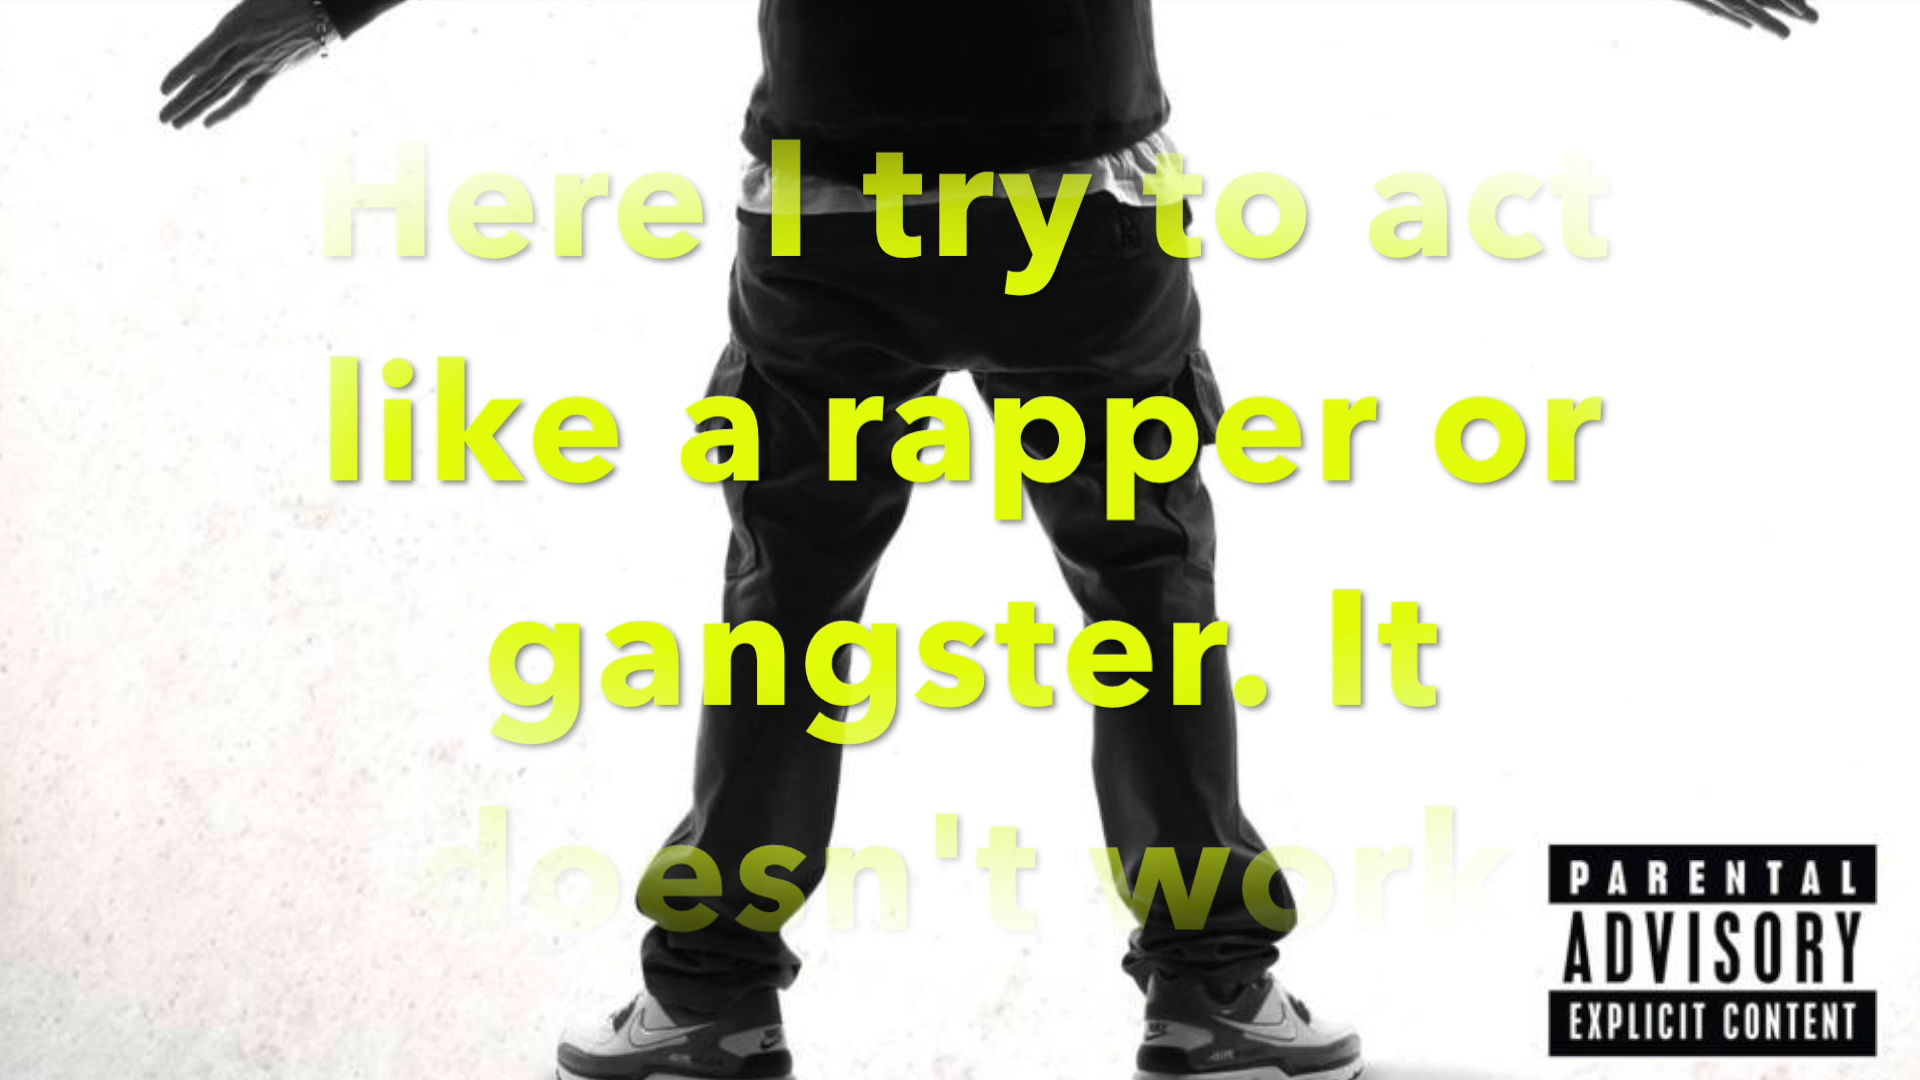 Here I try to act
like a rapper or
gangster. It
doesn't work
PARENTAL
ADVISORY
EXPLICIT CONTENT